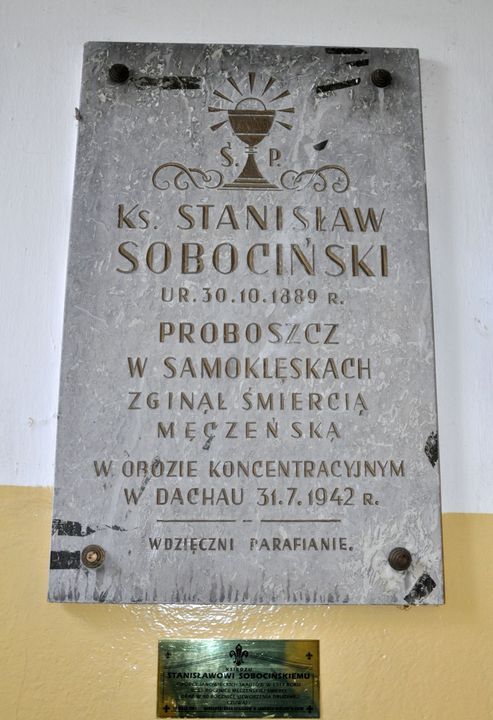 Ś. P.
Ks. STANISŁAW
SOBOCIŃSKI
UR. 30.10.1889 R.
PROBOSZCZ
W SAMOKLĘSKACH
ZGINĄŁ ŚMIERCIĄ
MĘCZEŃSKĄ
W OBOZIE KONCENTRACYJNYM
W DACHAU 31.7.1942 R.
WDZIĘCZNI PARAFIANIE.
KSIĘDZU
STANISŁAWOWI SOBOCIŃSKIEMU